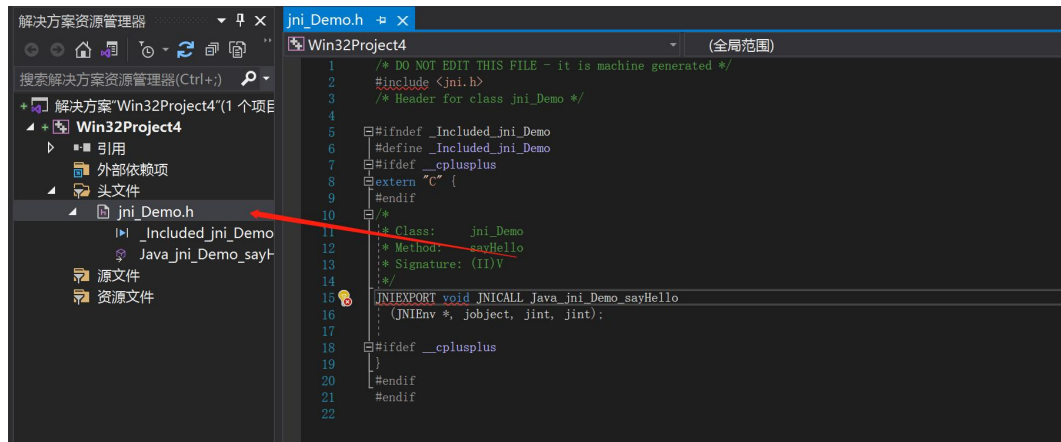 解决方案资源管理器
搜索解决方案资源管理器(Ctrl+;)
解决方案"Win32Project4"(1 个项目
Win32Project4
引用
外部依赖项
头文件
jni_Demo.h
_Included_jni_Demo
Java_jni_Demo_sayH
源文件
资源文件
jni_Demo.h
Win32Project4
(全局范围)
1 /* DO NOT EDIT THIS FILE - it is machine generated */
2 #include <jni.h>
3 /* Header for class jni_Demo */
4
5 #ifndef _Included_jni_Demo
6 #define _Included_jni_Demo
7 #ifdef __cplusplus
8 extern "C" {
9 #endif
10 /*
11 * Class: jni_Demo
12 * Method: sayHello
13 * Signature: (II)V
14 */
15 JNIEXPORT void JNICALL Java_jni_Demo_sayHello
16 (JNIEnv *, jobject, jint, jint);
17
18 #ifdef __cplusplus
19 }
20 #endif
21 #endif
22